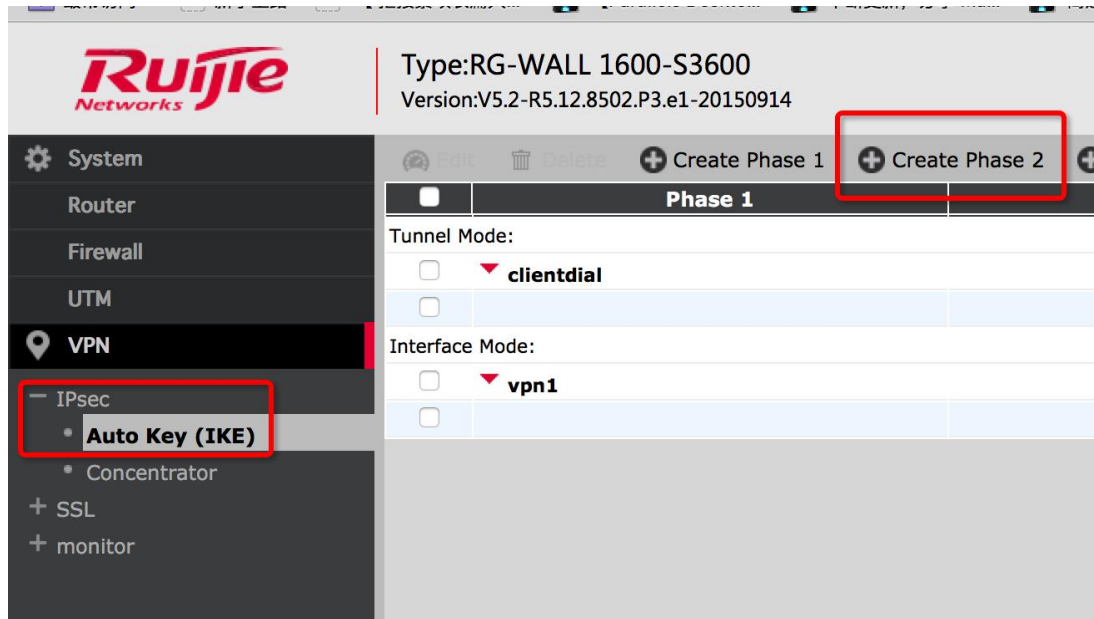 Ruijie
Networks
Type:RG-WALL 1600-S3600
Version:V5.2-R5.12.8502.P3.e1-20150914
System
Router
Firewall
UTM
VPN
IPsec
Auto Key (IKE)
Concentrator
SSL
monitor
Edit Delete Create Phase 1 Create Phase 2
Phase 1
Tunnel Mode:
clientdial
Interface Mode:
vpn1